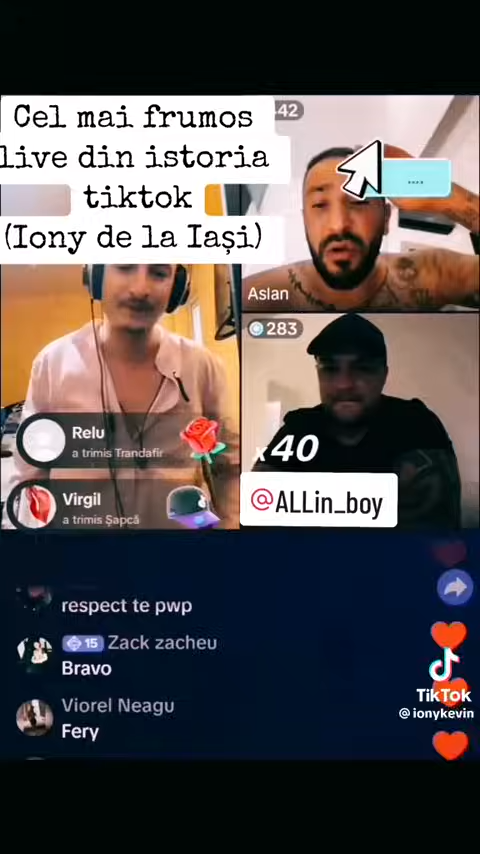 Cel mai frumos
live din istoria
tiktok
(Iony de la Iași)
42
....
Aslan
283
x40
@ALLin_boy
Relu
a trimis Trandafir
Virgil
a trimis Șapcă
respect te pwp
15 Zack zacheu
Bravo
Viorel Neagu
Fery
TikTok
@ionykevin